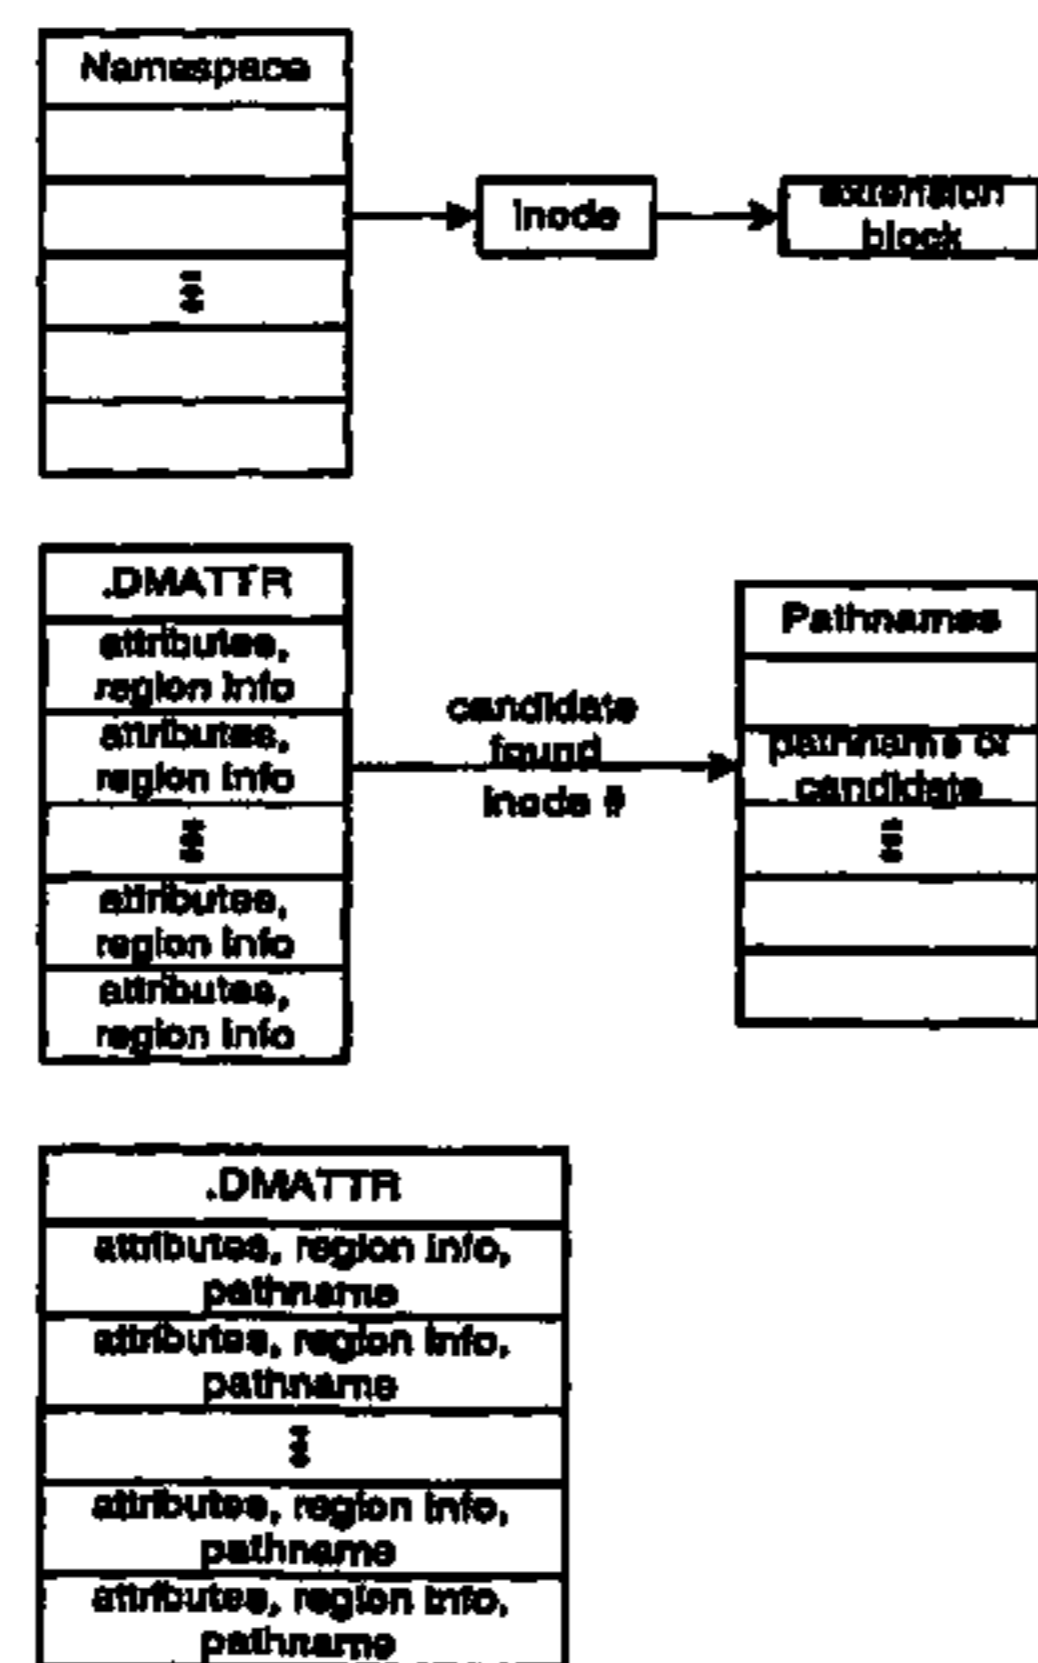 Namespace
inode
extension
block
.DMATTR
attributes,
region info
attributes,
region info
attributes,
region info
attributes,
region info
candidate
found
inode #
Pathnames
pathname of
candidate
.DMATTR
attributes, region info,
pathname
attributes, region info,
pathname
attributes, region info,
pathname
attributes, region info,
pathname